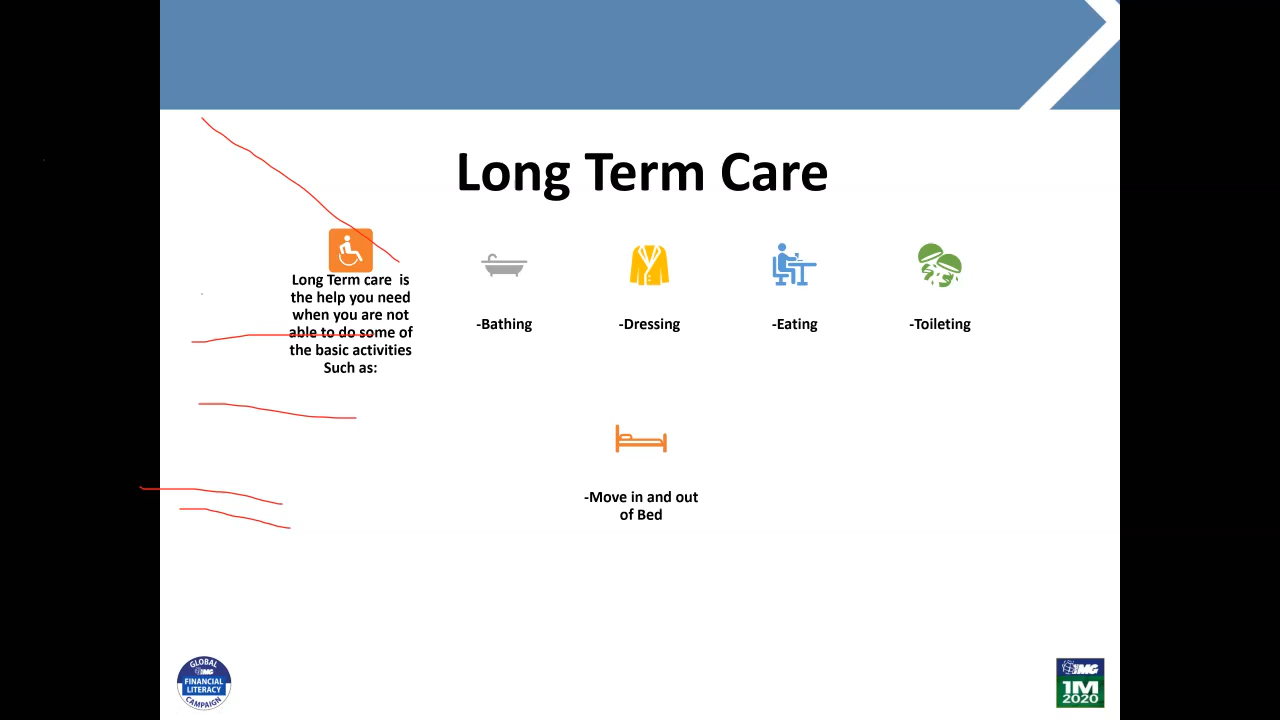 Long Term Care
Long Term care  is
the help you need
when you are not
able to do some of
the basic activities
Such as:
-Bathing
-Dressing
-Eating
-Toileting
-Move in and out
of Bed
GLOBAL
FINANCIAL
LITERACY
CAMPAIGN
1M
2020